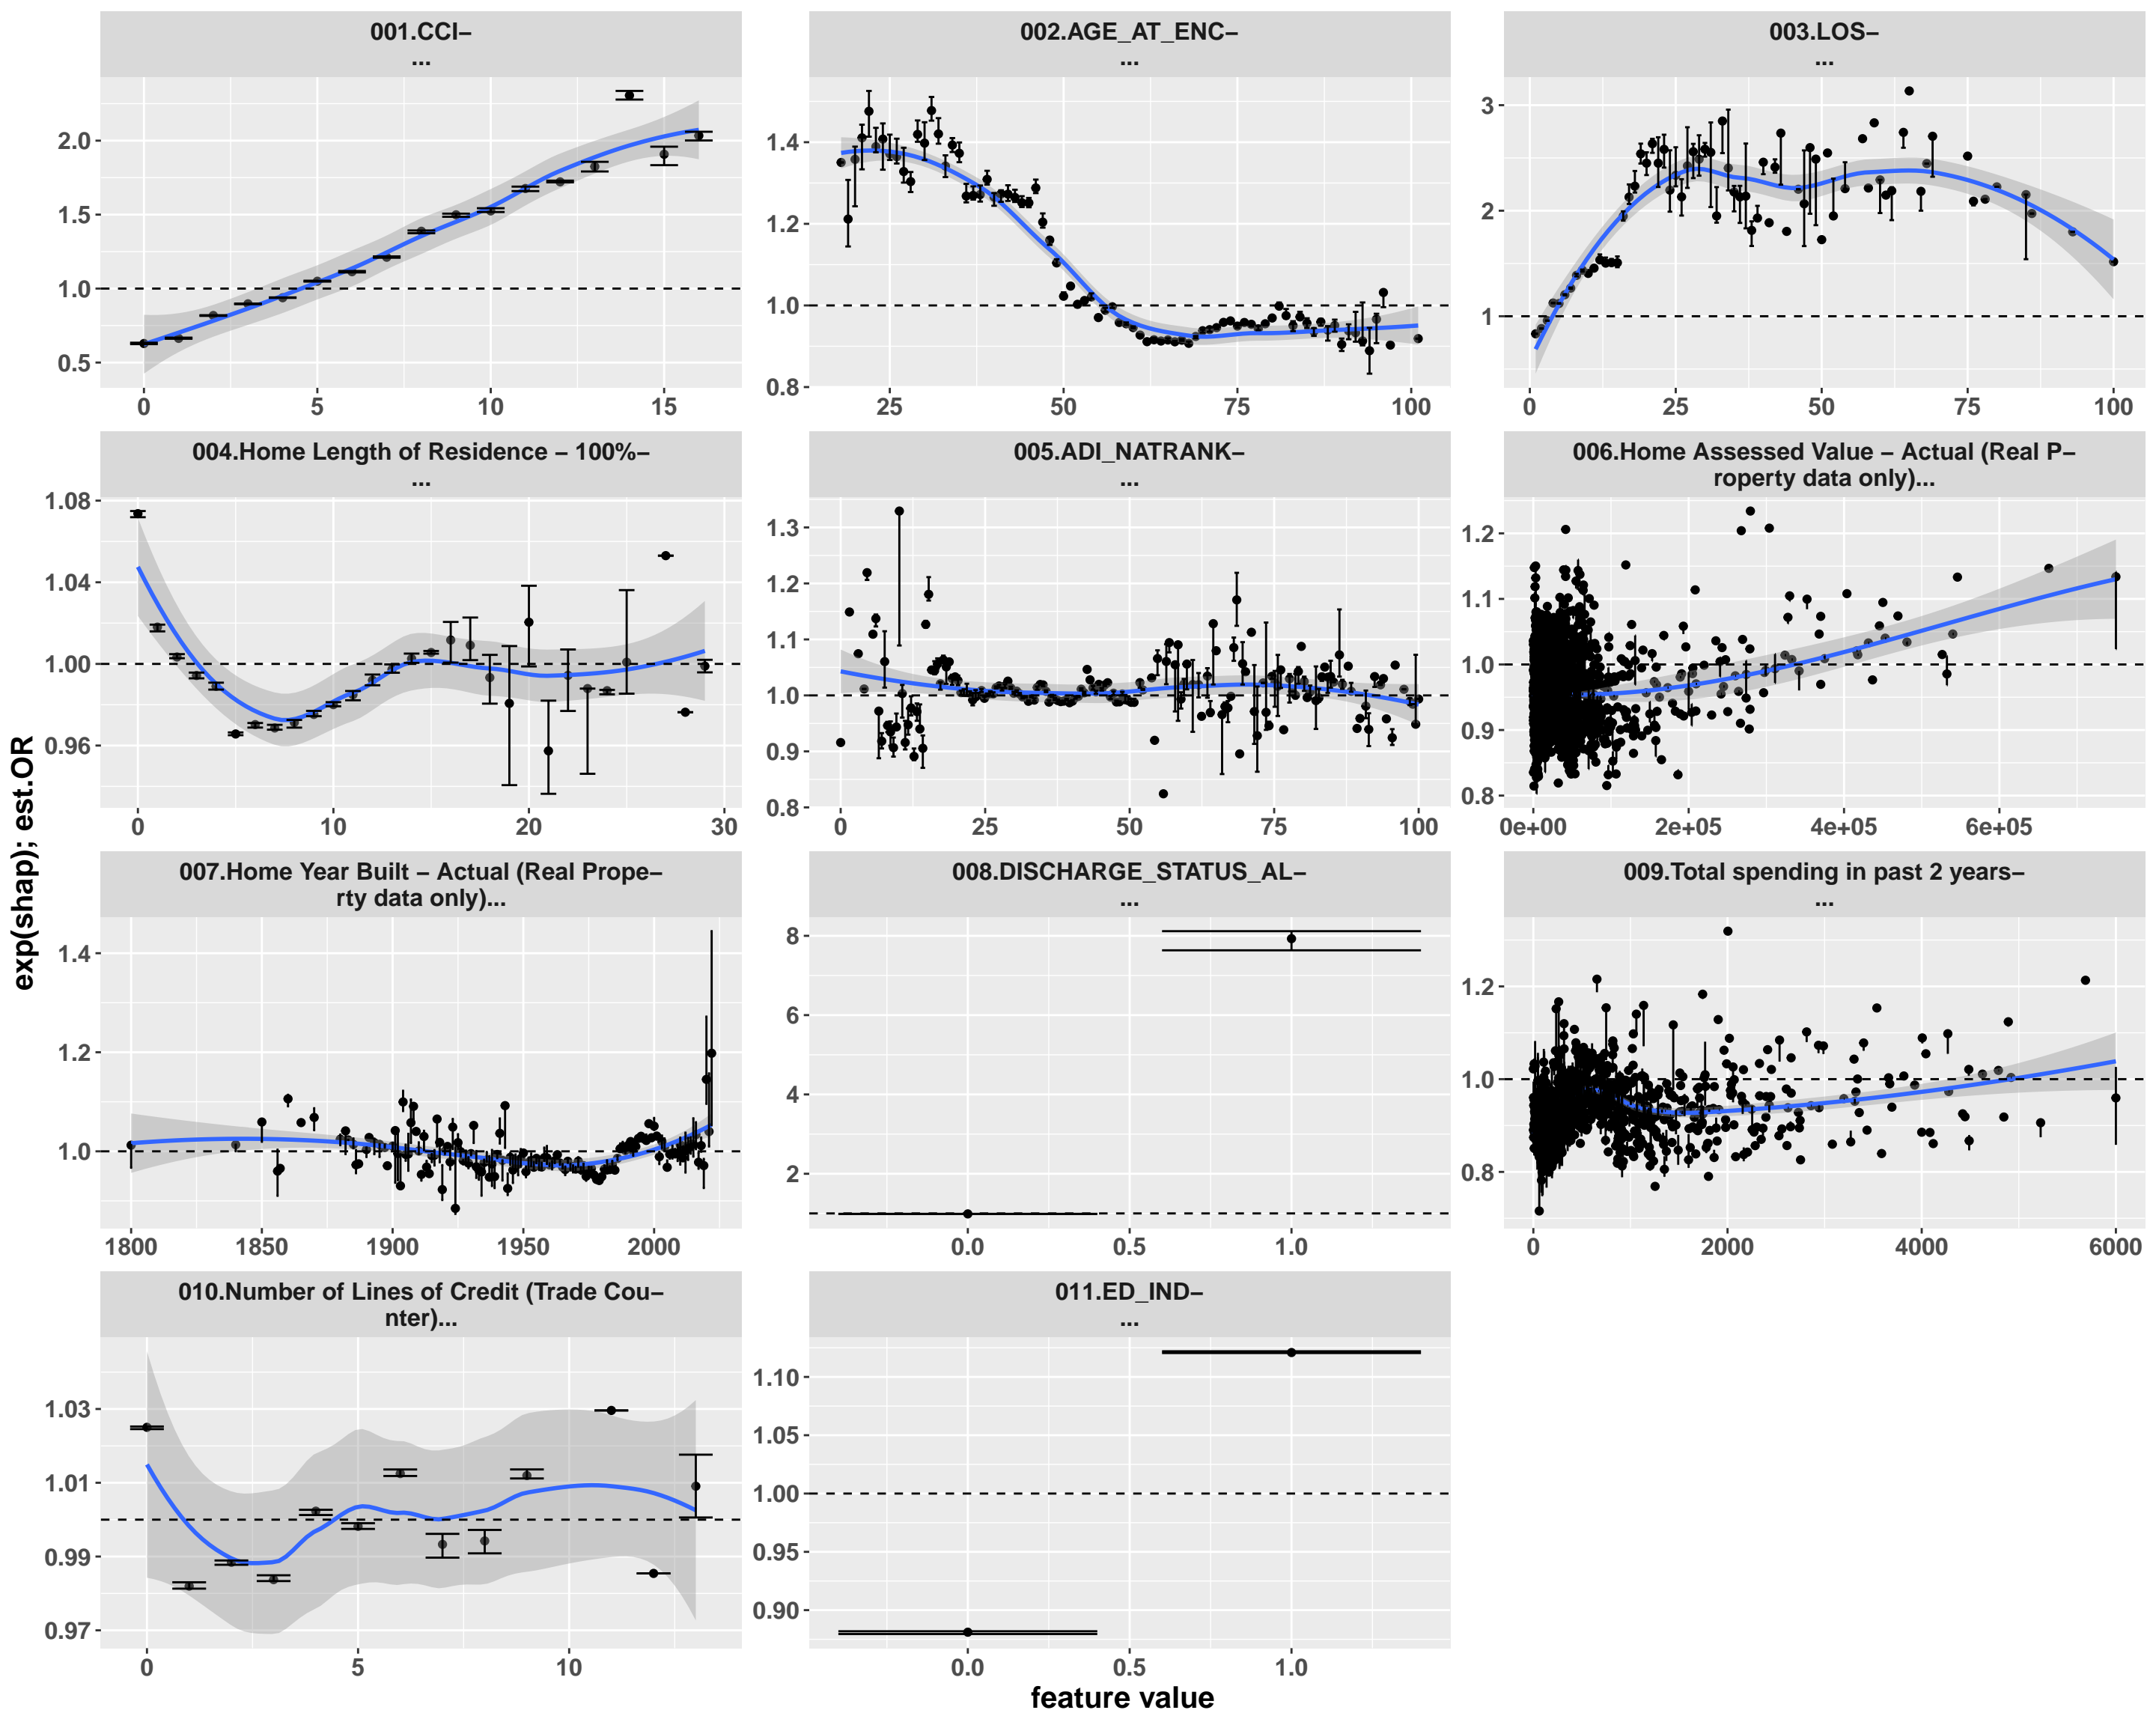 001.CCI–
...
002.AGE_AT_ENC–
...
003.LOS–
...
2.0
1.5
1.0
0.5
0 5 10 15
1.4
1.2
1.0
0.8
25 50 75 100
3
2
1
0 25 50 75 100
004.Home Length of Residence – 100%–
...
005.ADI_NATRANK–
...
006.Home Assessed Value – Actual (Real P–
roperty data only)...
1.08
1.04
1.00
0.96
0 10 20 30
1.3
1.2
1.1
1.0
0.9
0.8
0 25 50 75 100
1.2
1.1
1.0
0.9
0.8
0e+00 2e+05 4e+05 6e+05
exp(shap); est.OR
007.Home Year Built – Actual (Real Prope–
rty data only)...
008.DISCHARGE_STATUS_AL–
...
009.Total spending in past 2 years–
...
1.4
1.2
1.0
1800 1850 1900 1950 2000
8
6
4
2
0.0 0.5 1.0
1.2
1.0
0.8
0 2000 4000 6000
010.Number of Lines of Credit (Trade Cou–
nter)...
011.ED_IND–
...
1.03
1.01
0.99
0.97
0 5 10
1.10
1.05
1.00
0.95
0.90
0.0 0.5 1.0
feature value